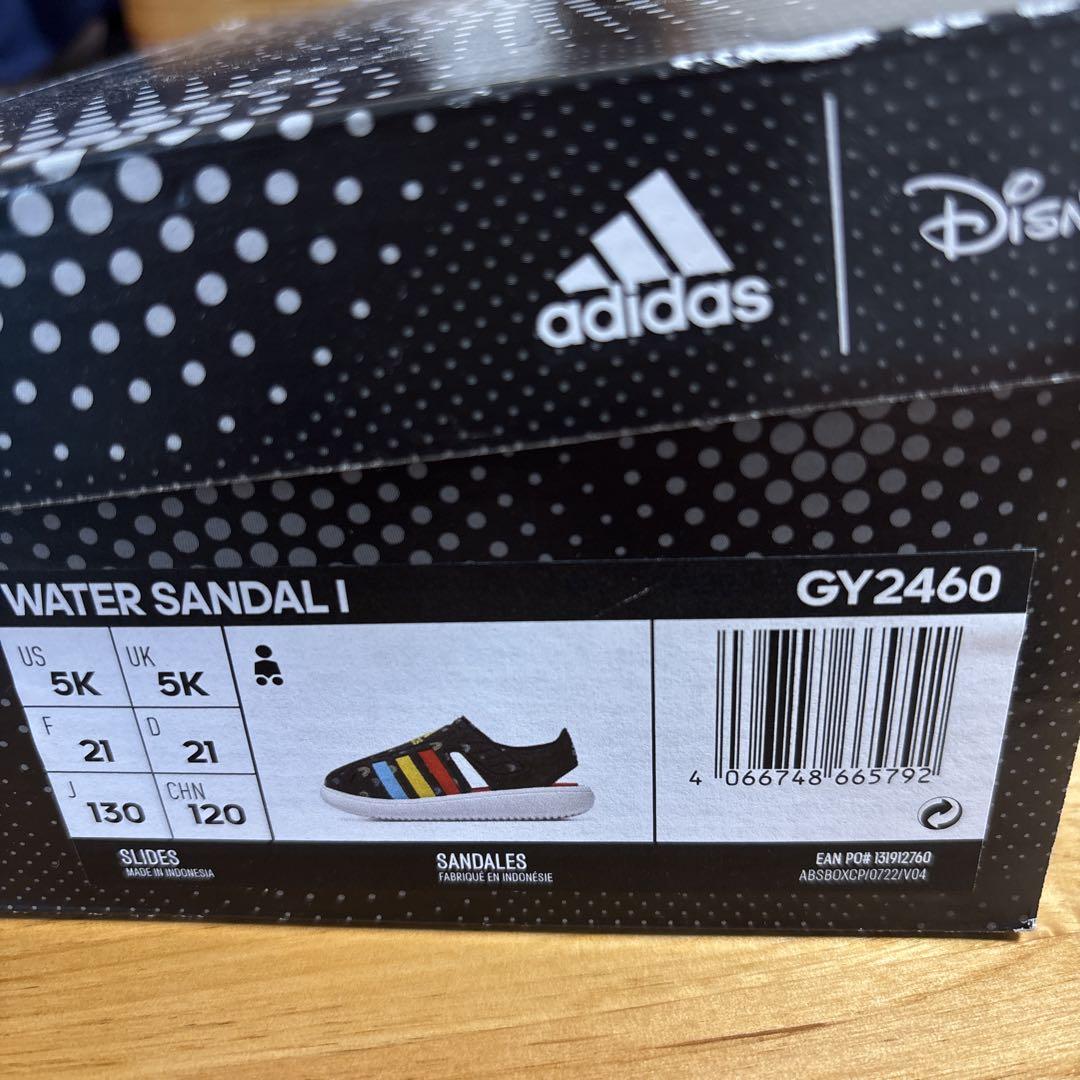 adidas
WATER SANDAL I
GY2460
US 5K
UK 5K
F 21
D 21
J 130
CHN 120
4 066748 665792
SLIDES
MADE IN INDONESIA
SANDALES
FABRIQUÉ EN INDONÉSIE
EAN PO# 131912760
ABSBOXCP/0722/V04